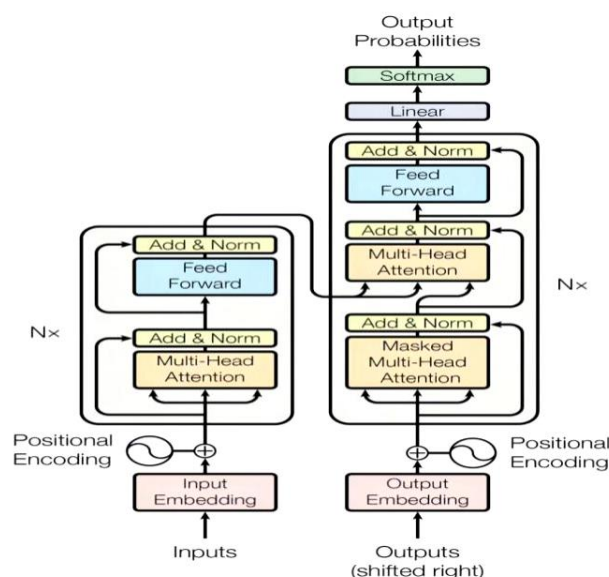 Output
Probabilities
Softmax
Linear
Add & Norm
Feed
Forward
Add & Norm
Multi-Head
Attention
Add & Norm
Masked
Multi-Head
Attention
Nx
Add & Norm
Feed
Forward
Nx
Add & Norm
Multi-Head
Attention
Positional
Encoding
Positional
Encoding
Input
Embedding
Output
Embedding
Inputs
Outputs
(shifted right)